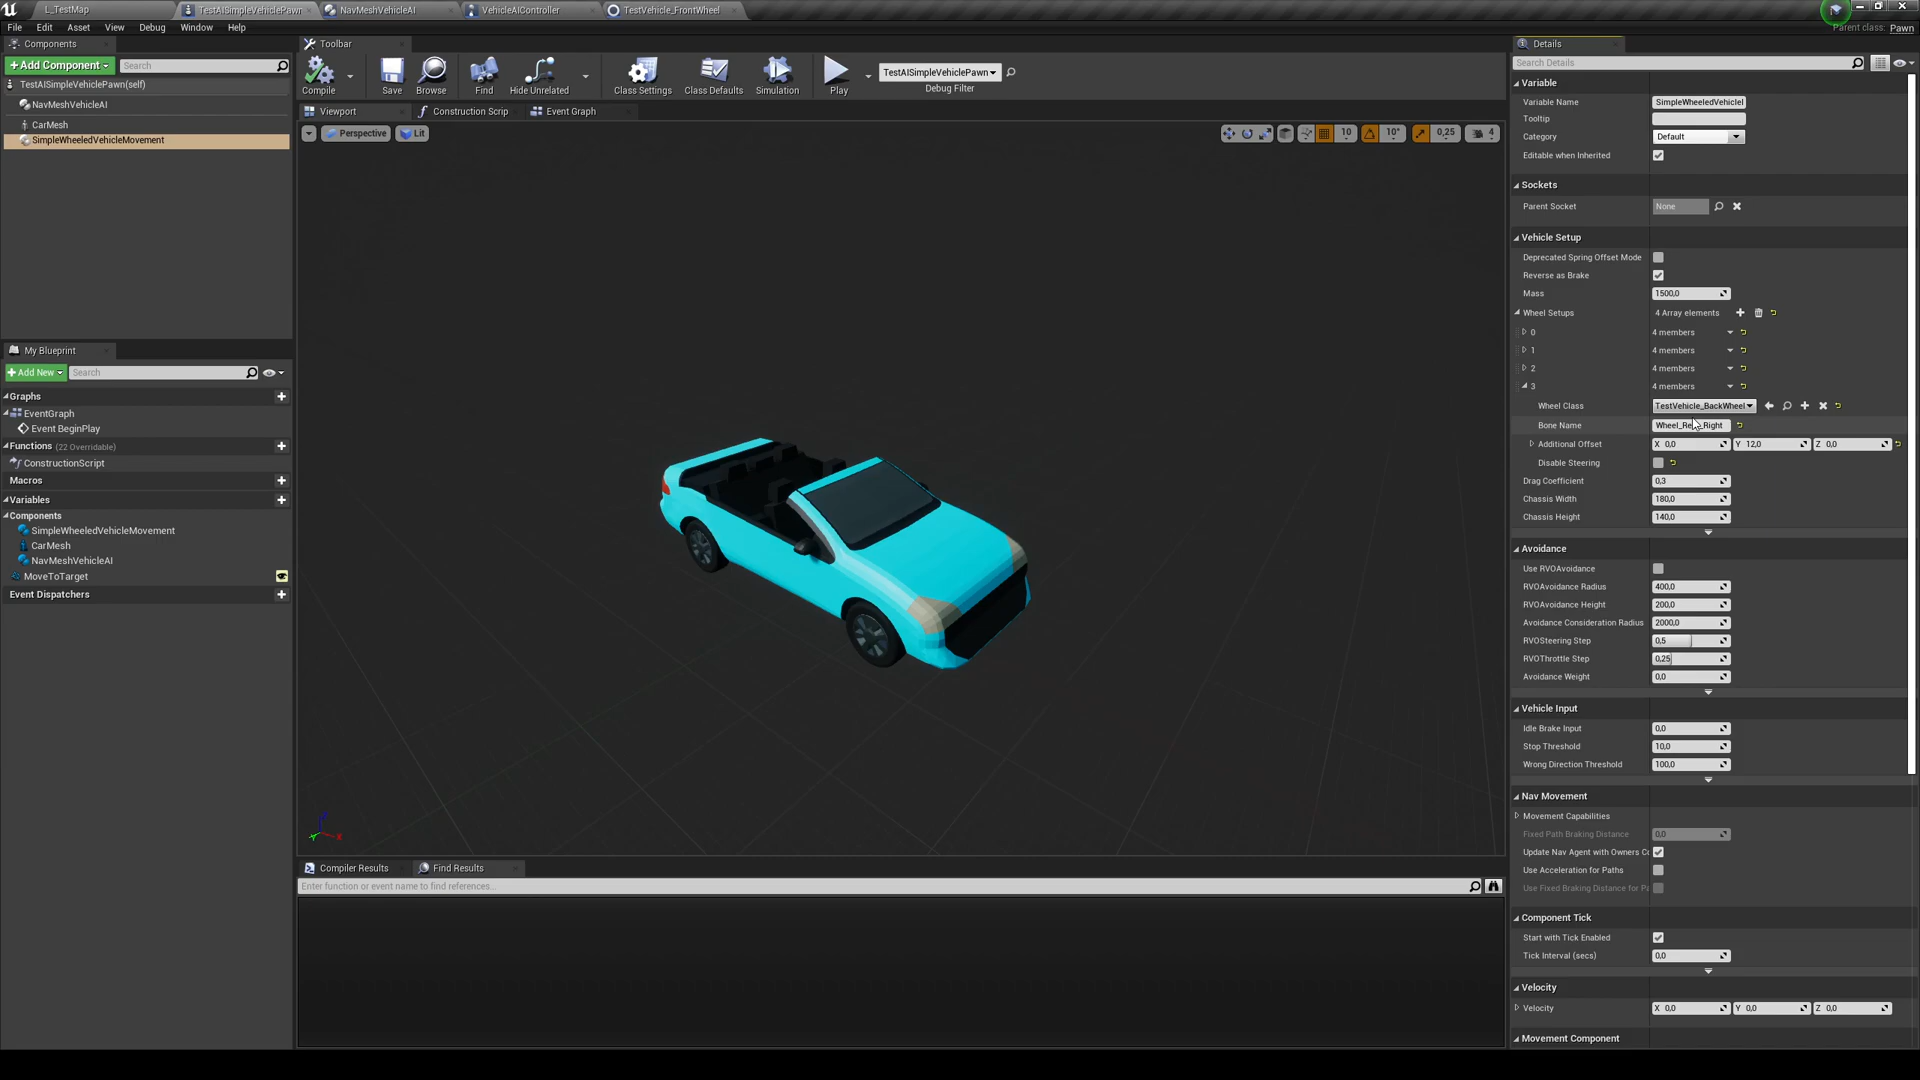 L_TestMap
TestAISimpleVehiclePawn
NavMeshVehicleAI
VehicleAIController
TestVehicle_FrontWheel
File Edit Asset View Debug Window Help
Parent class: Pawn
Components
+Add Component
Search
TestAISimpleVehiclePawn(self)
NavMeshVehicleAI
CarMesh
SimpleWheeledVehicleMovement
My Blueprint
+Add New
Search
Graphs
EventGraph
Event BeginPlay
Functions (22 Overridable)
ConstructionScript
Macros
Variables
Components
SimpleWheeledVehicleMovement
CarMesh
NavMeshVehicleAI
MoveToTarget
Event Dispatchers
Toolbar
Compile
Save
Browse
Find
Hide Unrelated
Class Settings
Class Defaults
Simulation
Play
TestAISimpleVehiclePawn
Debug Filter
Viewport
Construction Scrip
Event Graph
Perspective
Lit
10
10°
0,25
4
Compiler Results
Find Results
Enter function or event name to find references...
Details
Search Details
Variable
Variable Name SimpleWheeledVehicleI
Tooltip
Category Default
Editable when Inherited
Sockets
Parent Socket None
Vehicle Setup
Deprecated Spring Offset Mode
Reverse as Brake
Mass 1500,0
Wheel Setups 4 Array elements
0 4 members
1 4 members
2 4 members
3 4 members
Wheel Class TestVehicle_BackWheel
Bone Name
Additional Offset X 0,0 Y 12,0 Z 0,0
Disable Steering
Drag Coefficient 0,3
Chassis Width 180,0
Chassis Height 140,0
Avoidance
Use RVOAvoidance
RVOAvoidance Radius 400,0
RVOAvoidance Height 200,0
Avoidance Consideration Radius 2000,0
RVOSteering Step 0,5
RVOThrottle Step 0,25
Avoidance Weight 0,0
Vehicle Input
Idle Brake Input 0,0
Stop Threshold 10,0
Wrong Direction Threshold 100,0
Nav Movement
Movement Capabilities
Fixed Path Braking Distance 0,0
Update Nav Agent with Owners Co
Use Acceleration for Paths
Use Fixed Braking Distance for Pa
Component Tick
Start with Tick Enabled
Tick Interval (secs) 0,0
Velocity
Velocity X 0,0 Y 0,0 Z 0,0
Movement Component